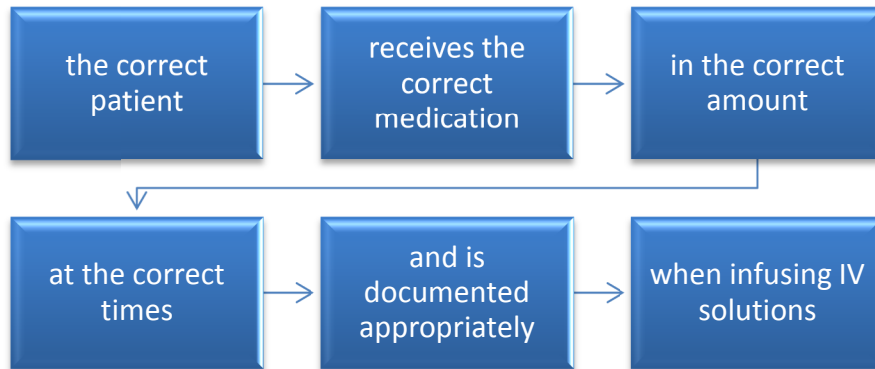 the correct
patient
receives the
correct
medication
in the correct
amount
at the correct
times
and is
documented
appropriately
when infusing IV
solutions